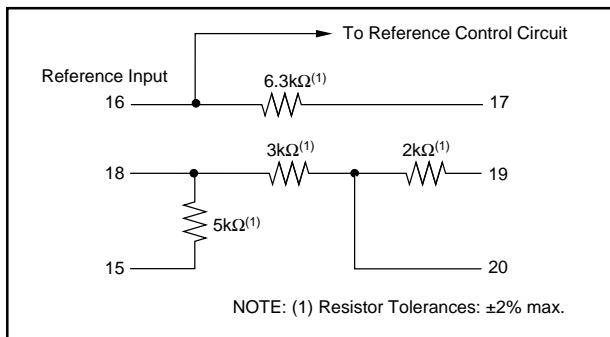 To Reference Control Circuit
Reference Input
6.3kΩ(1)
16
17
3kΩ(1)
2kΩ(1)
18
19
5kΩ(1)
15
20
NOTE: (1) Resistor Tolerances: ±2% max.